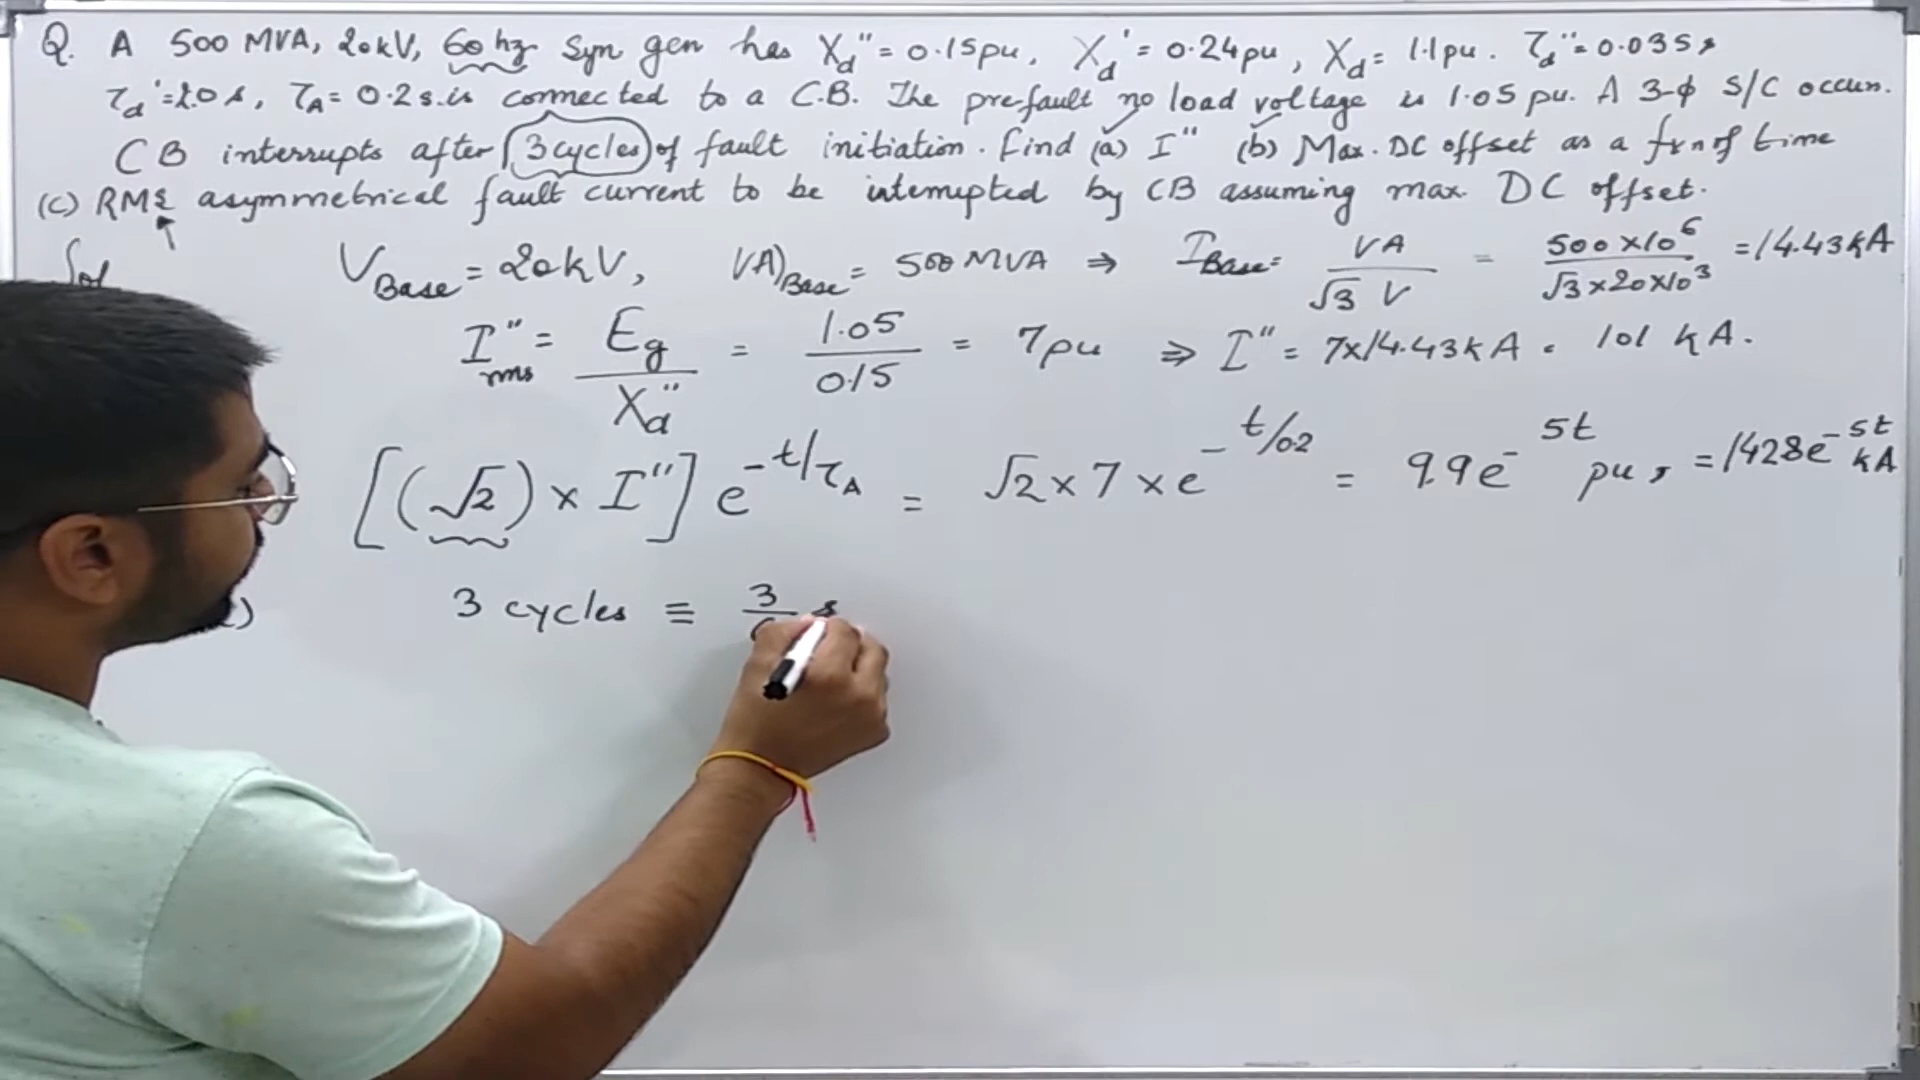 Q. A 500 MVA, 20kV, 60 hz Syn gen has Xd" = 0.15pu, Xd' = 0.24pu, Xd = 1.1pu. τd" = 0.035s,
τd' = 2.0s, τA = 0.2s. is connected to a C.B. The pre-fault no load voltage is 1.05 pu. A 3-ϕ S/C occurs.
CB interrupts after 3cycles of fault initiation. Find (a) I" (b) Max. DC offset as a fxn of time
(c) RMS asymmetrical fault current to be interrupted by CB assuming max. DC offset.
Sol
VBase = 20kV, VA)Base = 500 MVA ⇒ IBase = VA/√3 V = 500×10^6/√3×20×10^3 = 14.43kA
I"rms = Eg/Xd" = 1.05/0.15 = 7pu ⇒ I" = 7×14.43kA = 101 kA.
[(√2) × I"] e^-t/τA = √2 × 7 × e^-t/0.2 = 9.9e^-5t pu, = 142.8e^-5t kA
3 cycles ≡ 3/ s